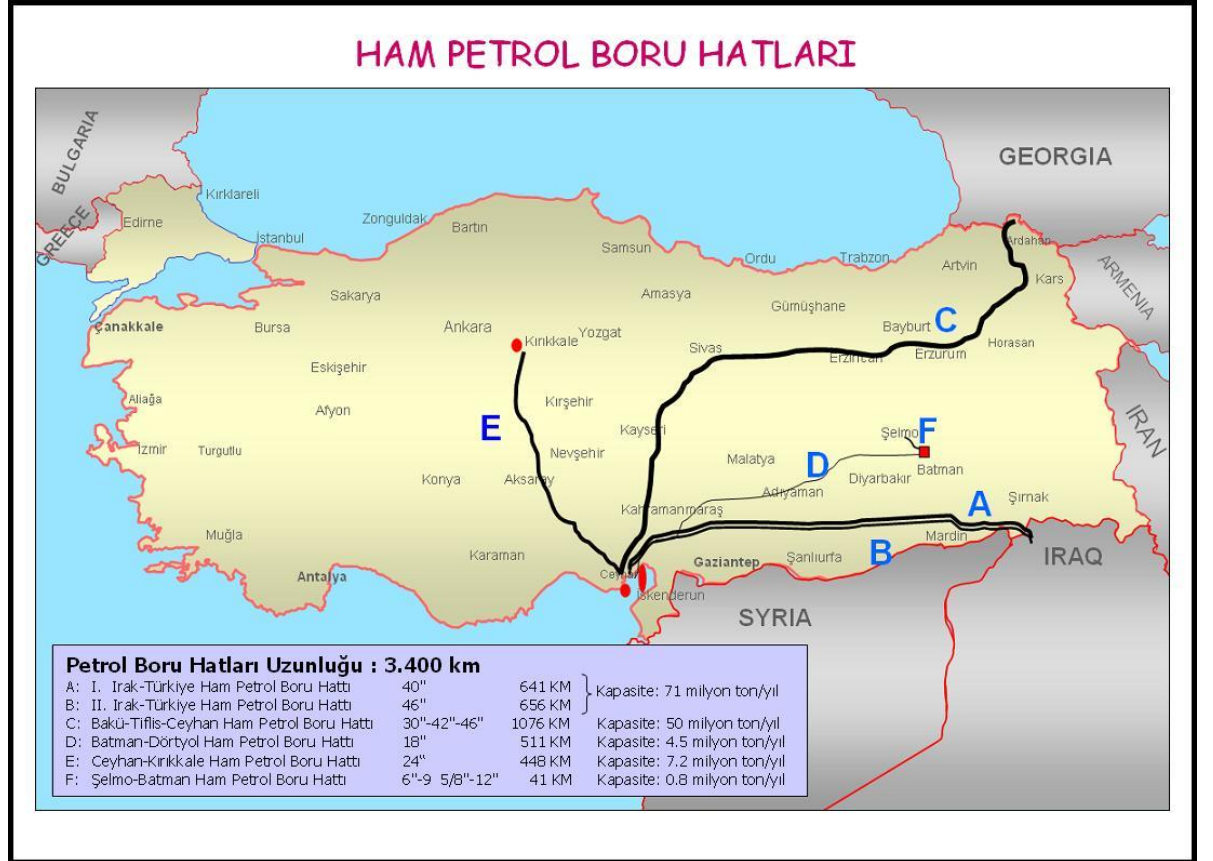 HAM PETROL BORU HATLARI
BULGARIA
GEORGIA
Kırklareli
Edirne
GREECE
Zonguldak
Bartın
İstanbul
Samsun
Ordu
Trabzon
Ardahan
Artvin
Kars
ARMENIA
Sakarya
Amasya
Gümüşhane
Çanakkale
Bursa
Ankara
Yozgat
Bayburt
C
Kırıkkale
Sivas
Erzincan
Erzurum
Horasan
Eskişehir
Aliağa
Afyon
Kırşehir
IRAN
E
Kayseri
Şelmo
F
İzmir
Turgutlu
Nevşehir
Malatya
D
Batman
Konya
Aksaray
Adıyaman
Diyarbakır
Şırnak
Kahramanmaraş
A
Muğla
Mardin
Karaman
Gaziantep
Şanlıurfa
B
IRAQ
Antalya
Ceyhan
İskenderun
SYRIA
Petrol Boru Hatları Uzunluğu : 3.400 km
A: I. Irak-Türkiye Ham Petrol Boru Hattı 40" 641 KM
Kapasite: 71 milyon ton/yıl
B: II. Irak-Türkiye Ham Petrol Boru Hattı 46" 656 KM
C: Bakü-Tiflis-Ceyhan Ham Petrol Boru Hattı 30"-42"-46" 1076 KM Kapasite: 50 milyon ton/yıl
D: Batman-Dörtyol Ham Petrol Boru Hattı 18" 511 KM Kapasite: 4.5 milyon ton/yıl
E: Ceyhan-Kırıkkale Ham Petrol Boru Hattı 24" 448 KM Kapasite: 7.2 milyon ton/yıl
F: Şelmo-Batman Ham Petrol Boru Hattı 6"-9 5/8"-12" 41 KM Kapasite: 0.8 milyon ton/yıl